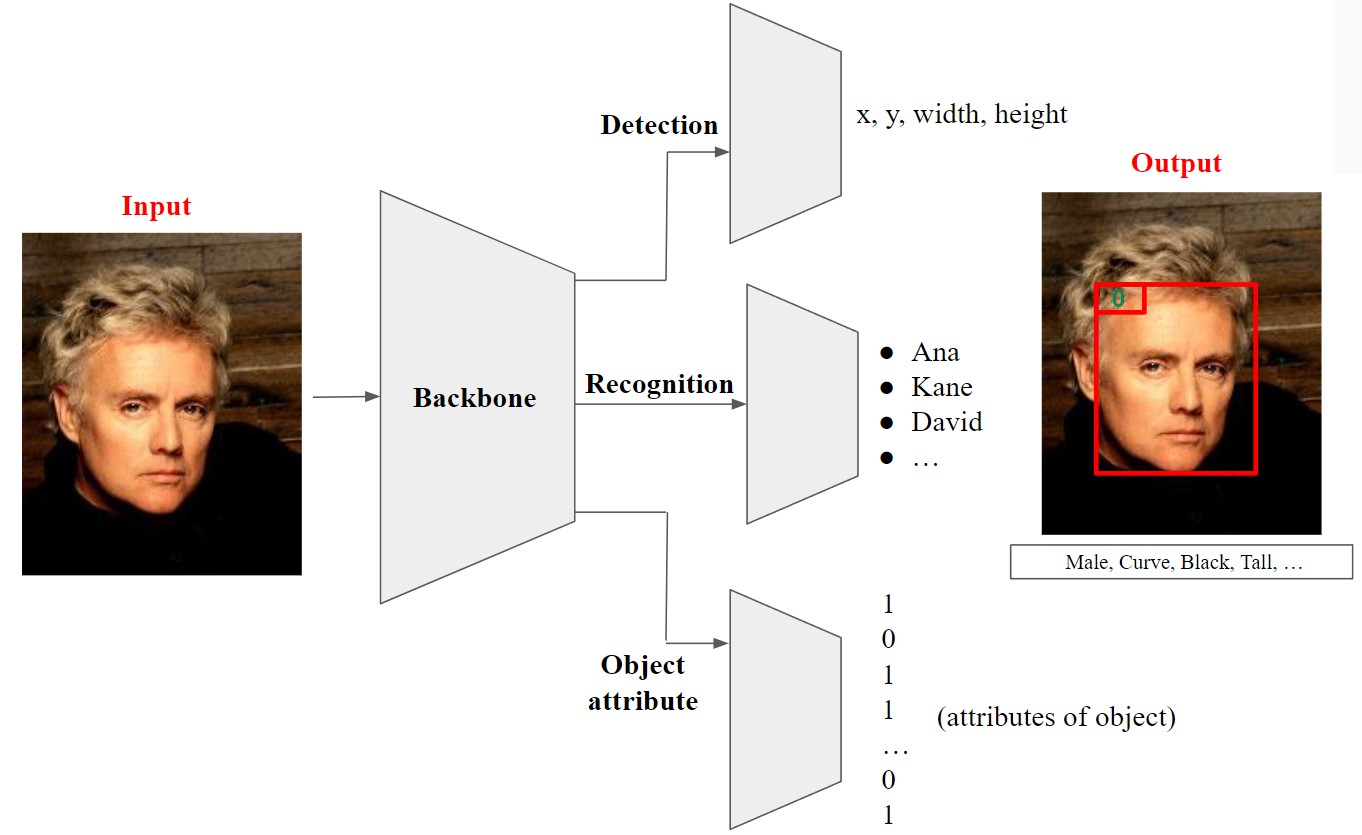 Detection
x, y, width, height
Output
Input
0
Backbone
Recognition
● Ana
● Kane
● David
● …
Male, Curve, Black, Tall, …
Object
attribute
1
0
1
1
(attributes of object)
…
0
1